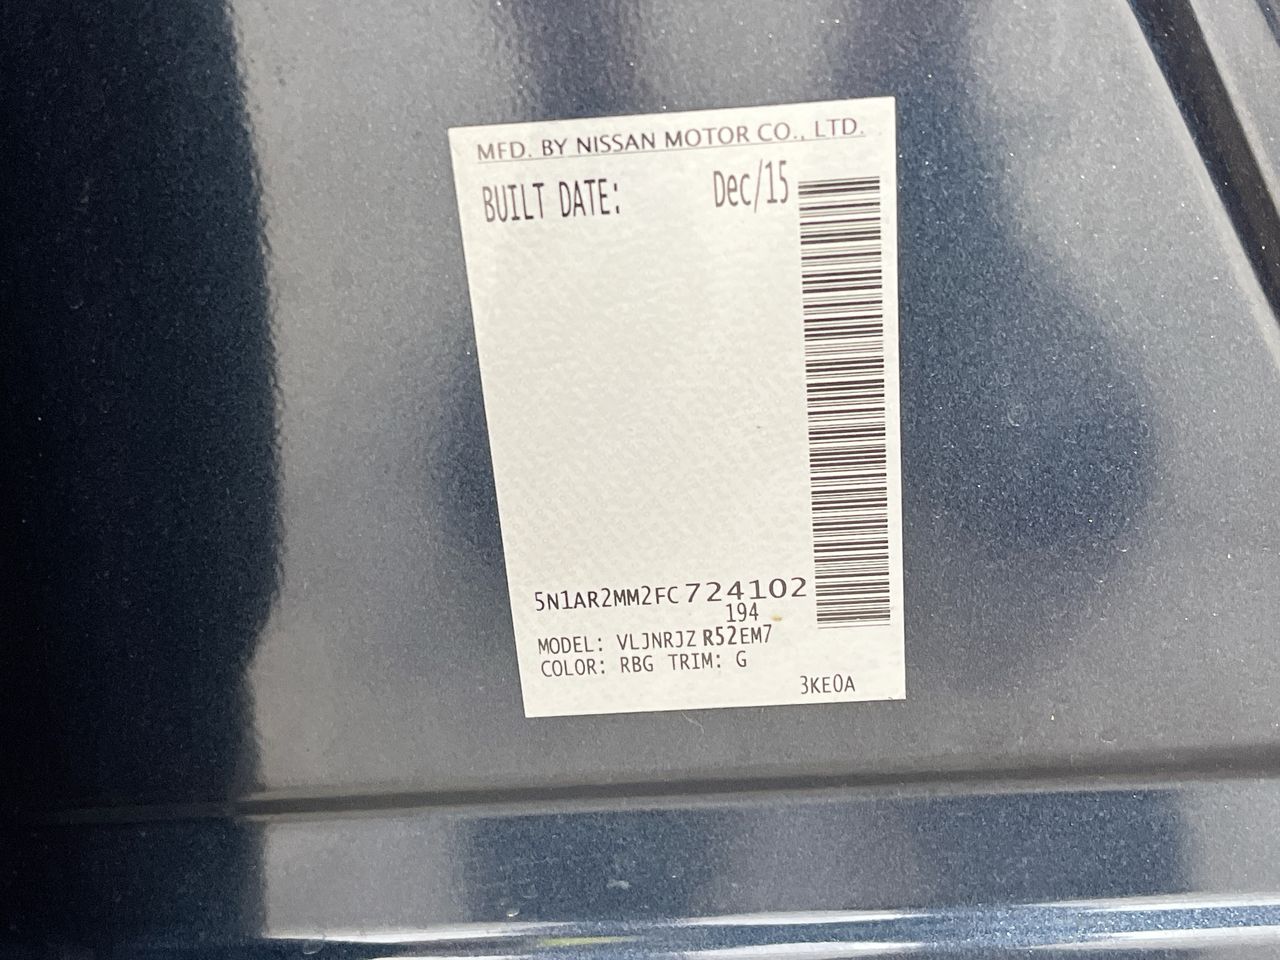 MFD. BY NISSAN MOTOR CO., LTD.
BUILT DATE: Dec/15
5N1AR2MM2FC724102
194
MODEL: VLJNRJZ R52EM7
COLOR: RBG TRIM: G
3KE0A